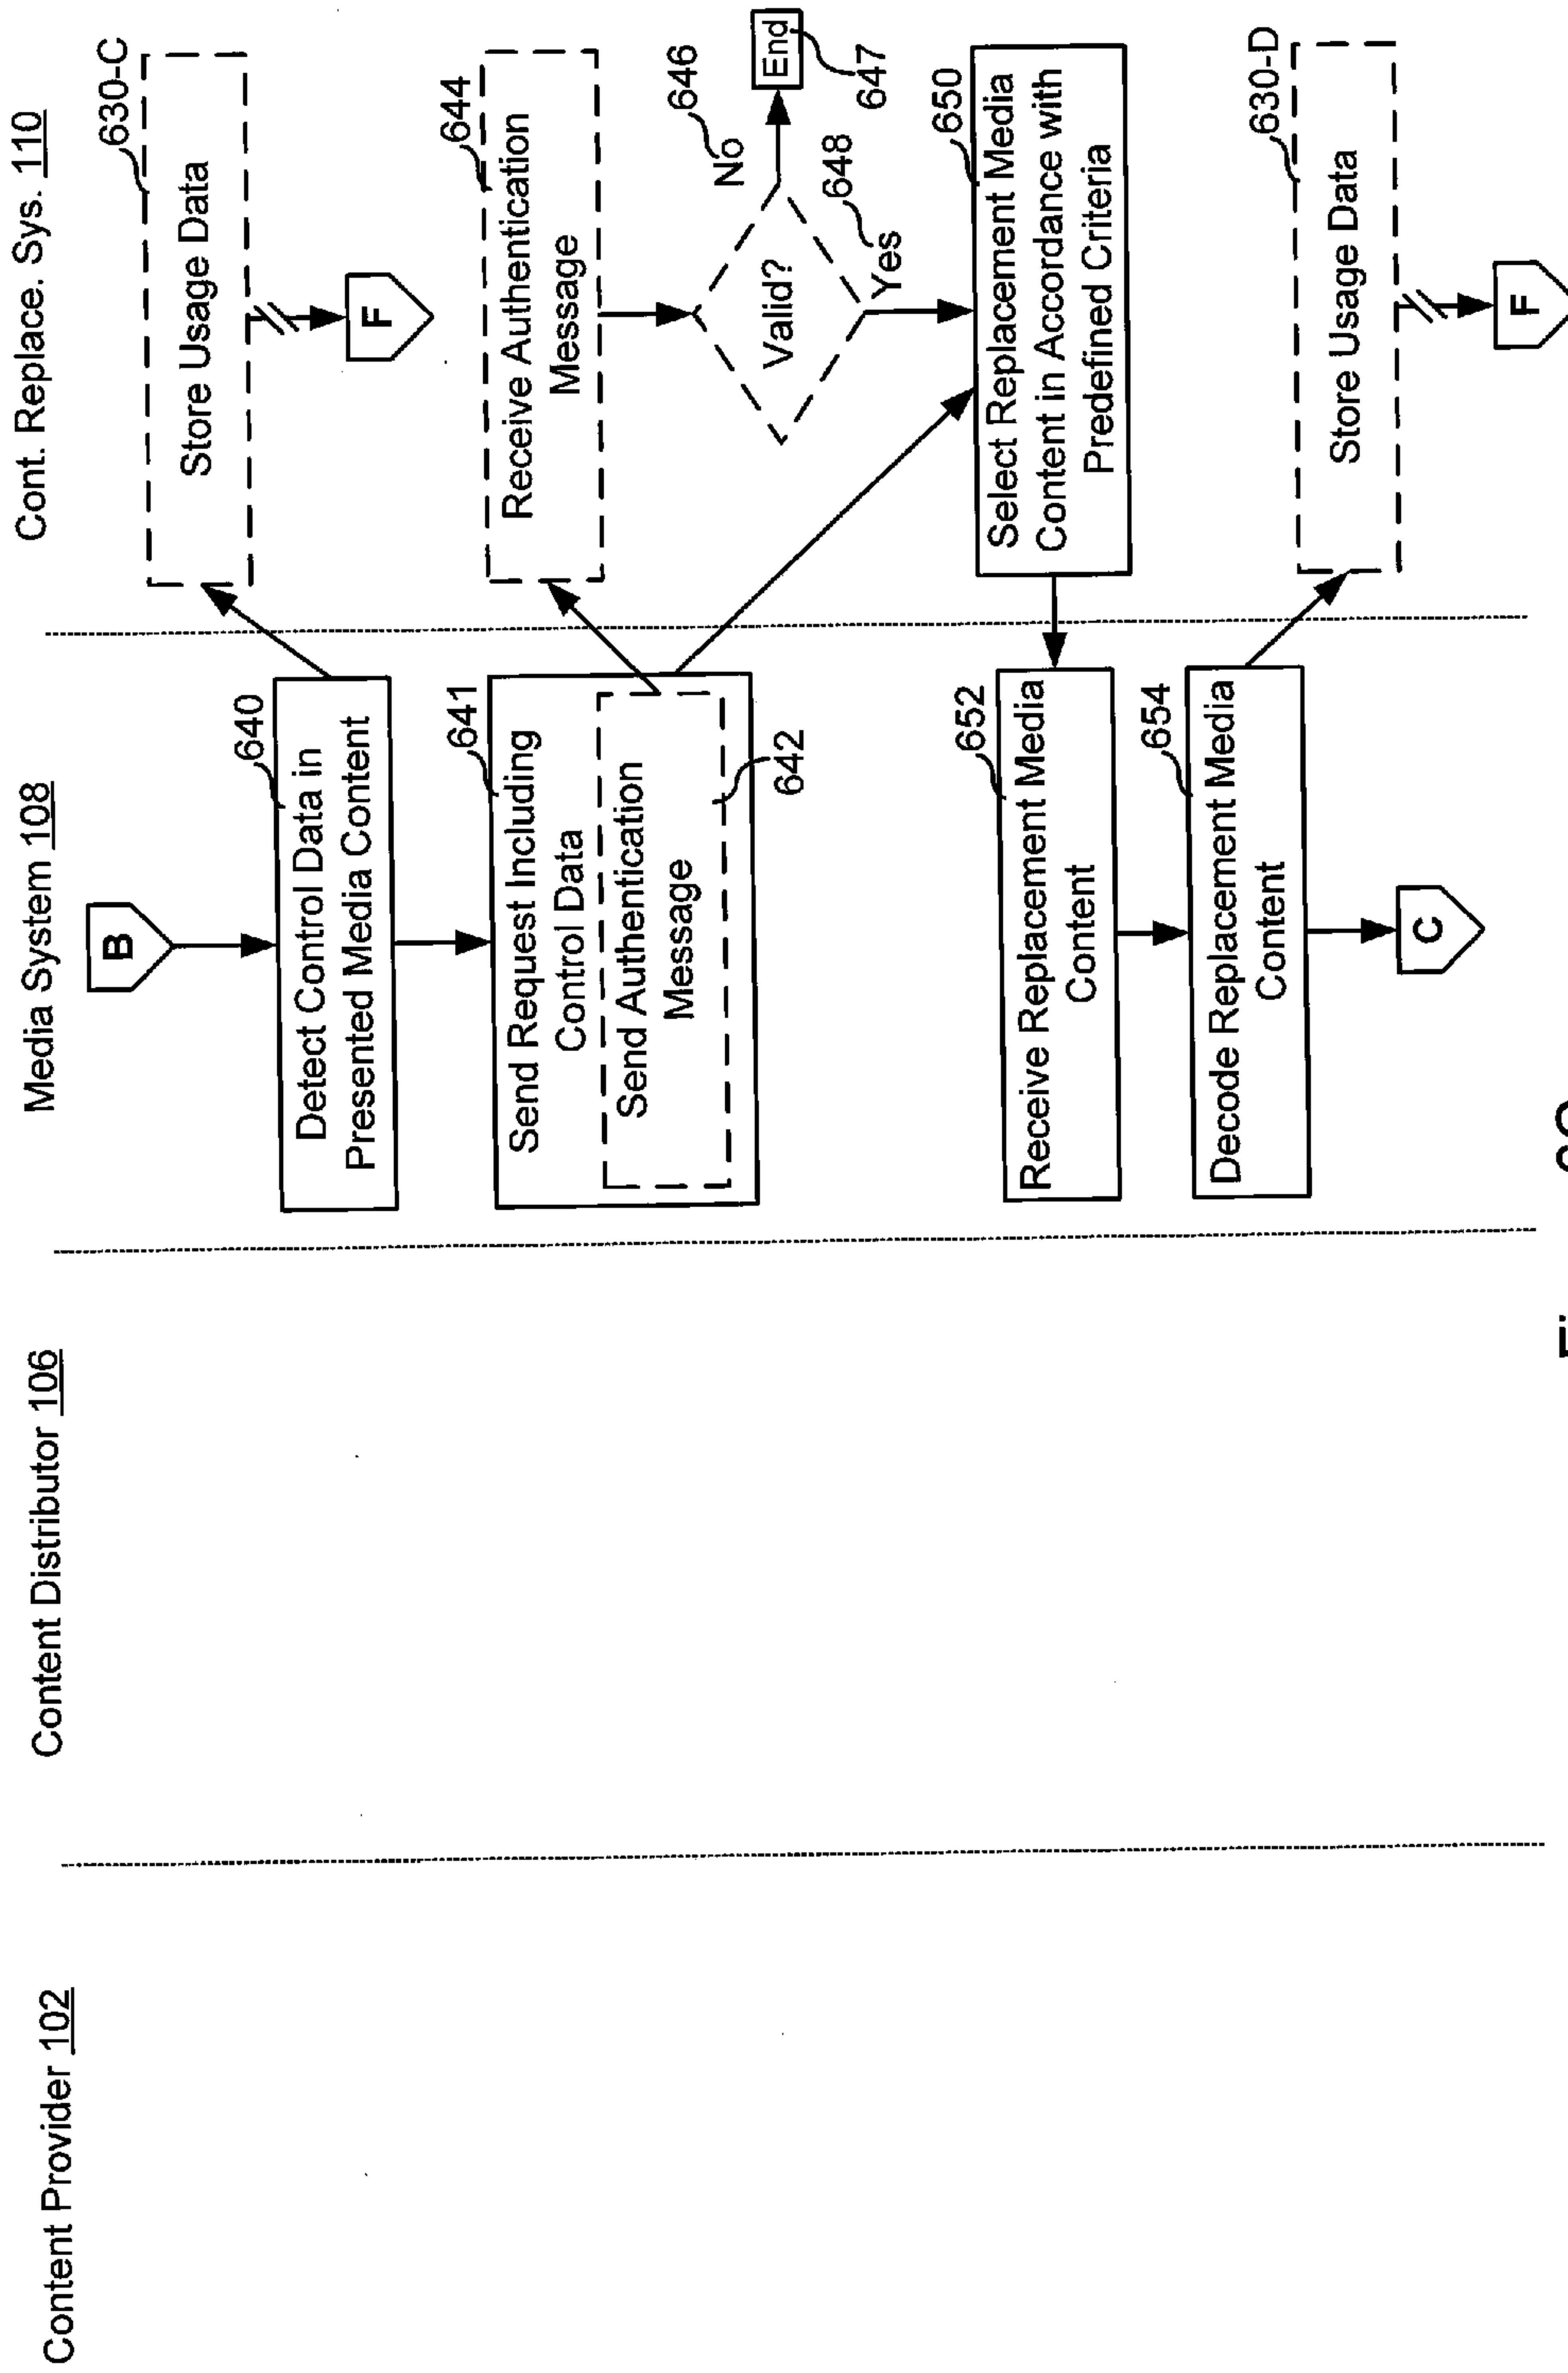 Content Provider 102
Content Distributor 106
Media System 108
Cont. Replace. Sys. 110
B
640
Detect Control Data in
Presented Media Content
630-C
Store Usage Data
F
641
Send Request Including
Control Data
Send Authentication
Message
642
644
Receive Authentication
Message
Valid?
No
646
End
647
648
Yes
650
Select Replacement Media
Content in Accordance with
Predefined Criteria
652
Receive Replacement Media
Content
654
Decode Replacement Media
Content
630-D
Store Usage Data
C
F